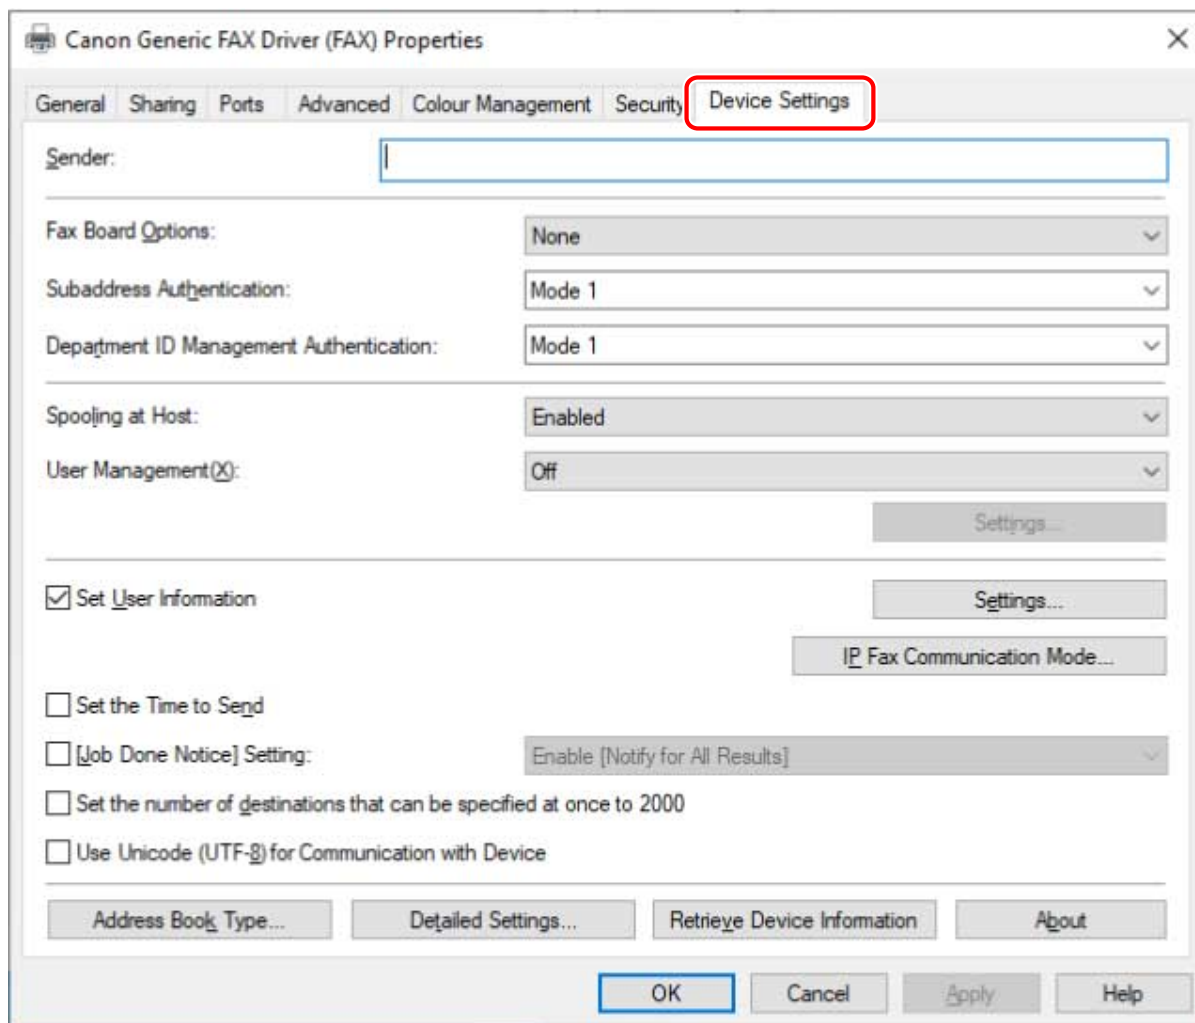 Canon Generic FAX Driver (FAX) Properties
General Sharing Ports Advanced Colour Management Security Device Settings
Sender:
Fax Board Options: None
Subaddress Authentication: Mode 1
Department ID Management Authentication: Mode 1
Spooling at Host: Enabled
User Management(X): Off
Settings...
Set User Information Settings...
IP Fax Communication Mode...
Set the Time to Send
[Job Done Notice] Setting: Enable [Notify for All Results]
Set the number of destinations that can be specified at once to 2000
Use Unicode (UTF-8) for Communication with Device
Address Book Type... Detailed Settings... Retrieve Device Information About
OK Cancel Apply Help